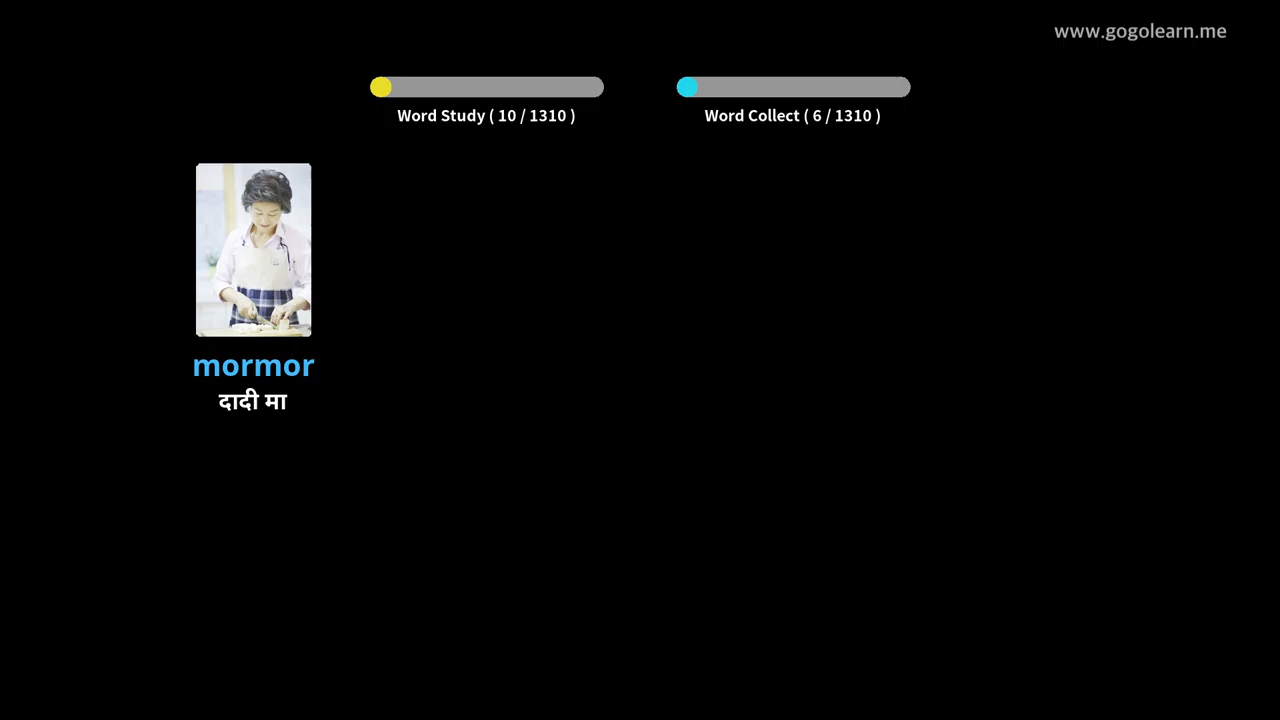 www.gogolearn.me
Word Study ( 10 / 1310 )
Word Collect ( 6 / 1310 )
mormor
दादी मा